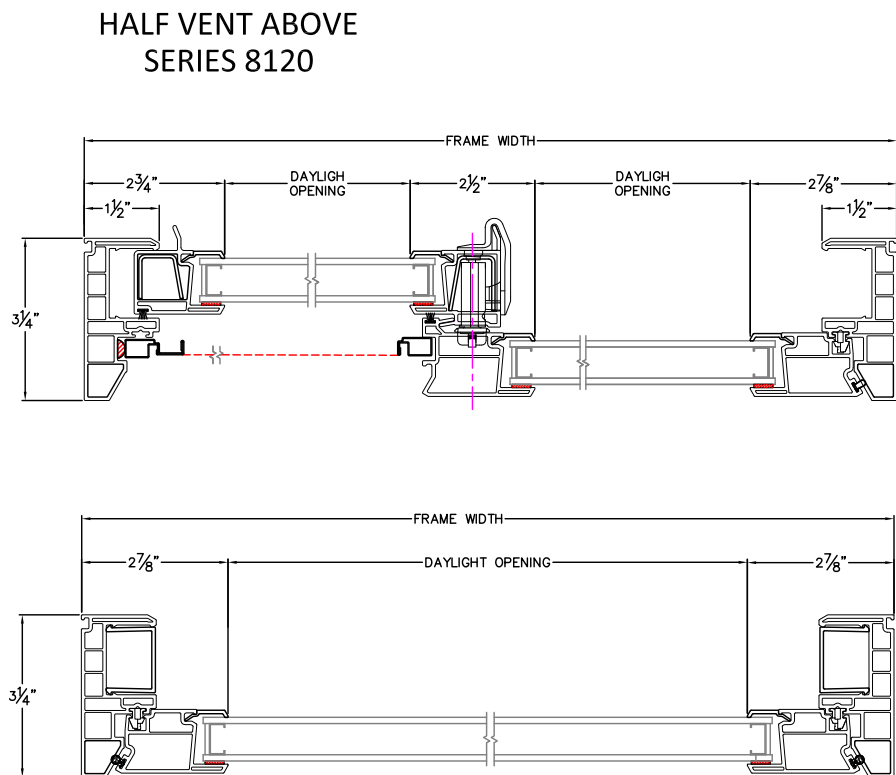 HALF VENT ABOVE
SERIES 8120
FRAME WIDTH
2¾"
DAYLIGH
OPENING
2½"
DAYLIGH
OPENING
2⅞"
1½"
1½"
3¼"
FRAME WIDTH
2⅞"
DAYLIGHT OPENING
2⅞"
3¼"